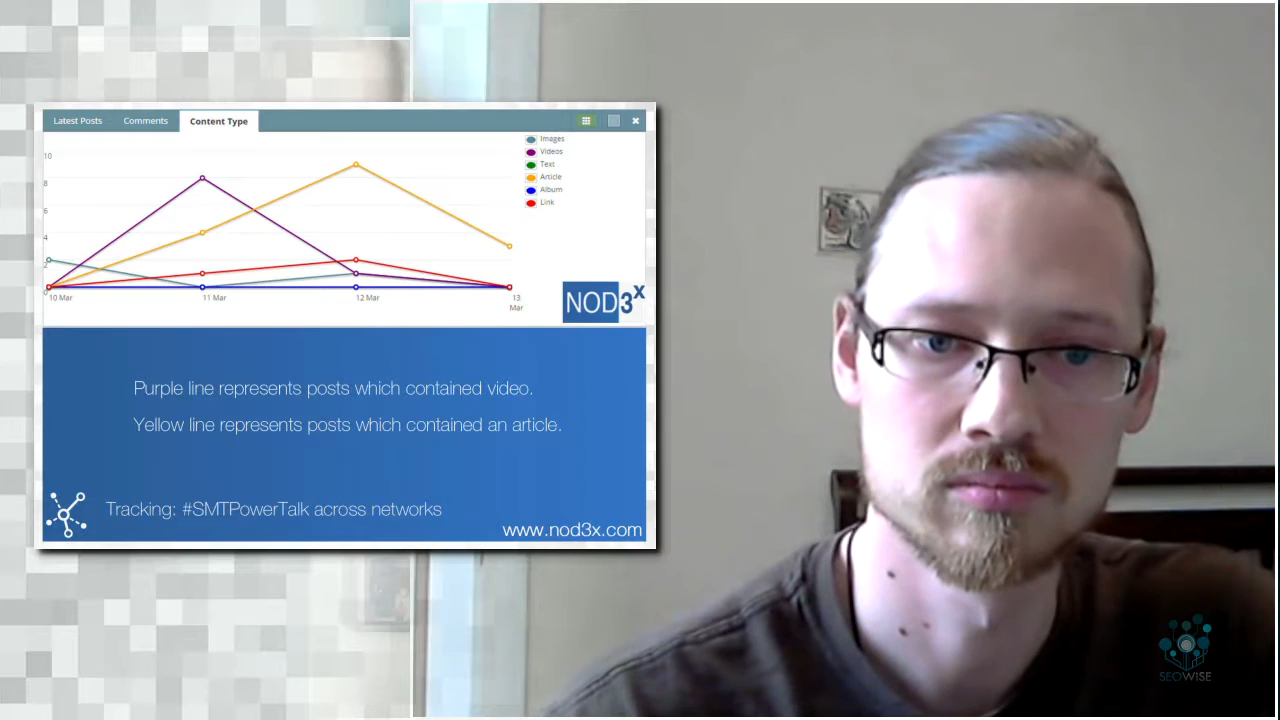 Latest Posts Comments Content Type
Images
Videos
Text
Article
Album
Link
10
8
6
4
2
0
10 Mar 11 Mar 12 Mar 13 Mar
NOD3x
Purple line represents posts which contained video.
Yellow line represents posts which contained an article.
Tracking: #SMTPowerTalk across networks
www.nod3x.com
SEOWISE